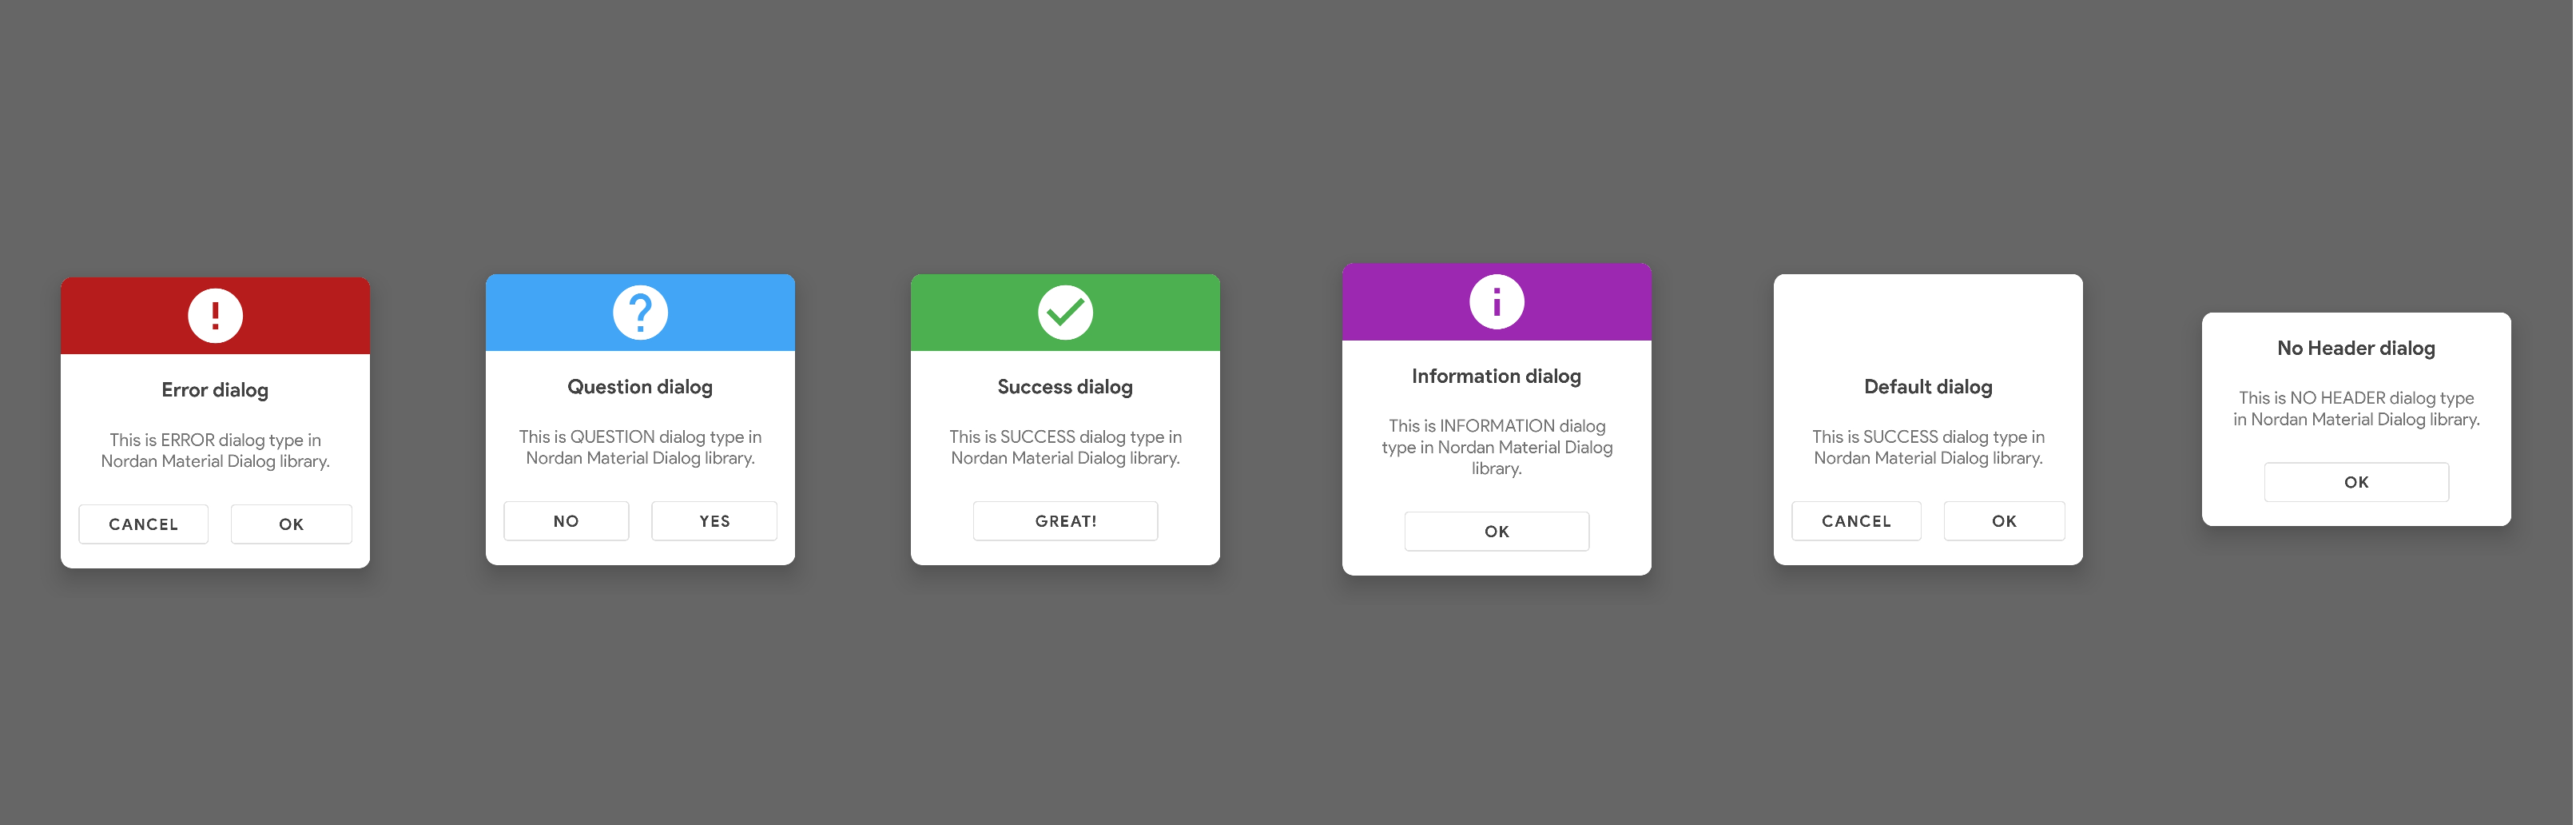 Error dialog
This is ERROR dialog type in
Nordan Material Dialog library.
CANCEL OK
Question dialog
This is QUESTION dialog type in
Nordan Material Dialog library.
NO YES
Success dialog
This is SUCCESS dialog type in
Nordan Material Dialog library.
GREAT!
Information dialog
This is INFORMATION dialog
type in Nordan Material Dialog
library.
OK
Default dialog
This is SUCCESS dialog type in
Nordan Material Dialog library.
CANCEL OK
No Header dialog
This is NO HEADER dialog type
in Nordan Material Dialog library.
OK